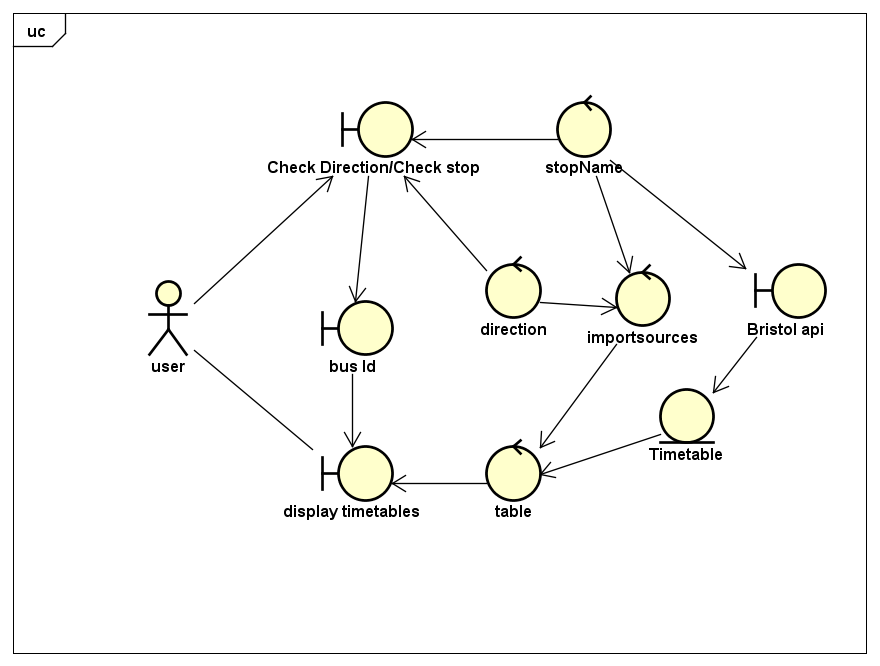 uc
Check Direction/Check stop
stopName
direction
importsources
Bristol api
user
bus Id
Timetable
display timetables
table